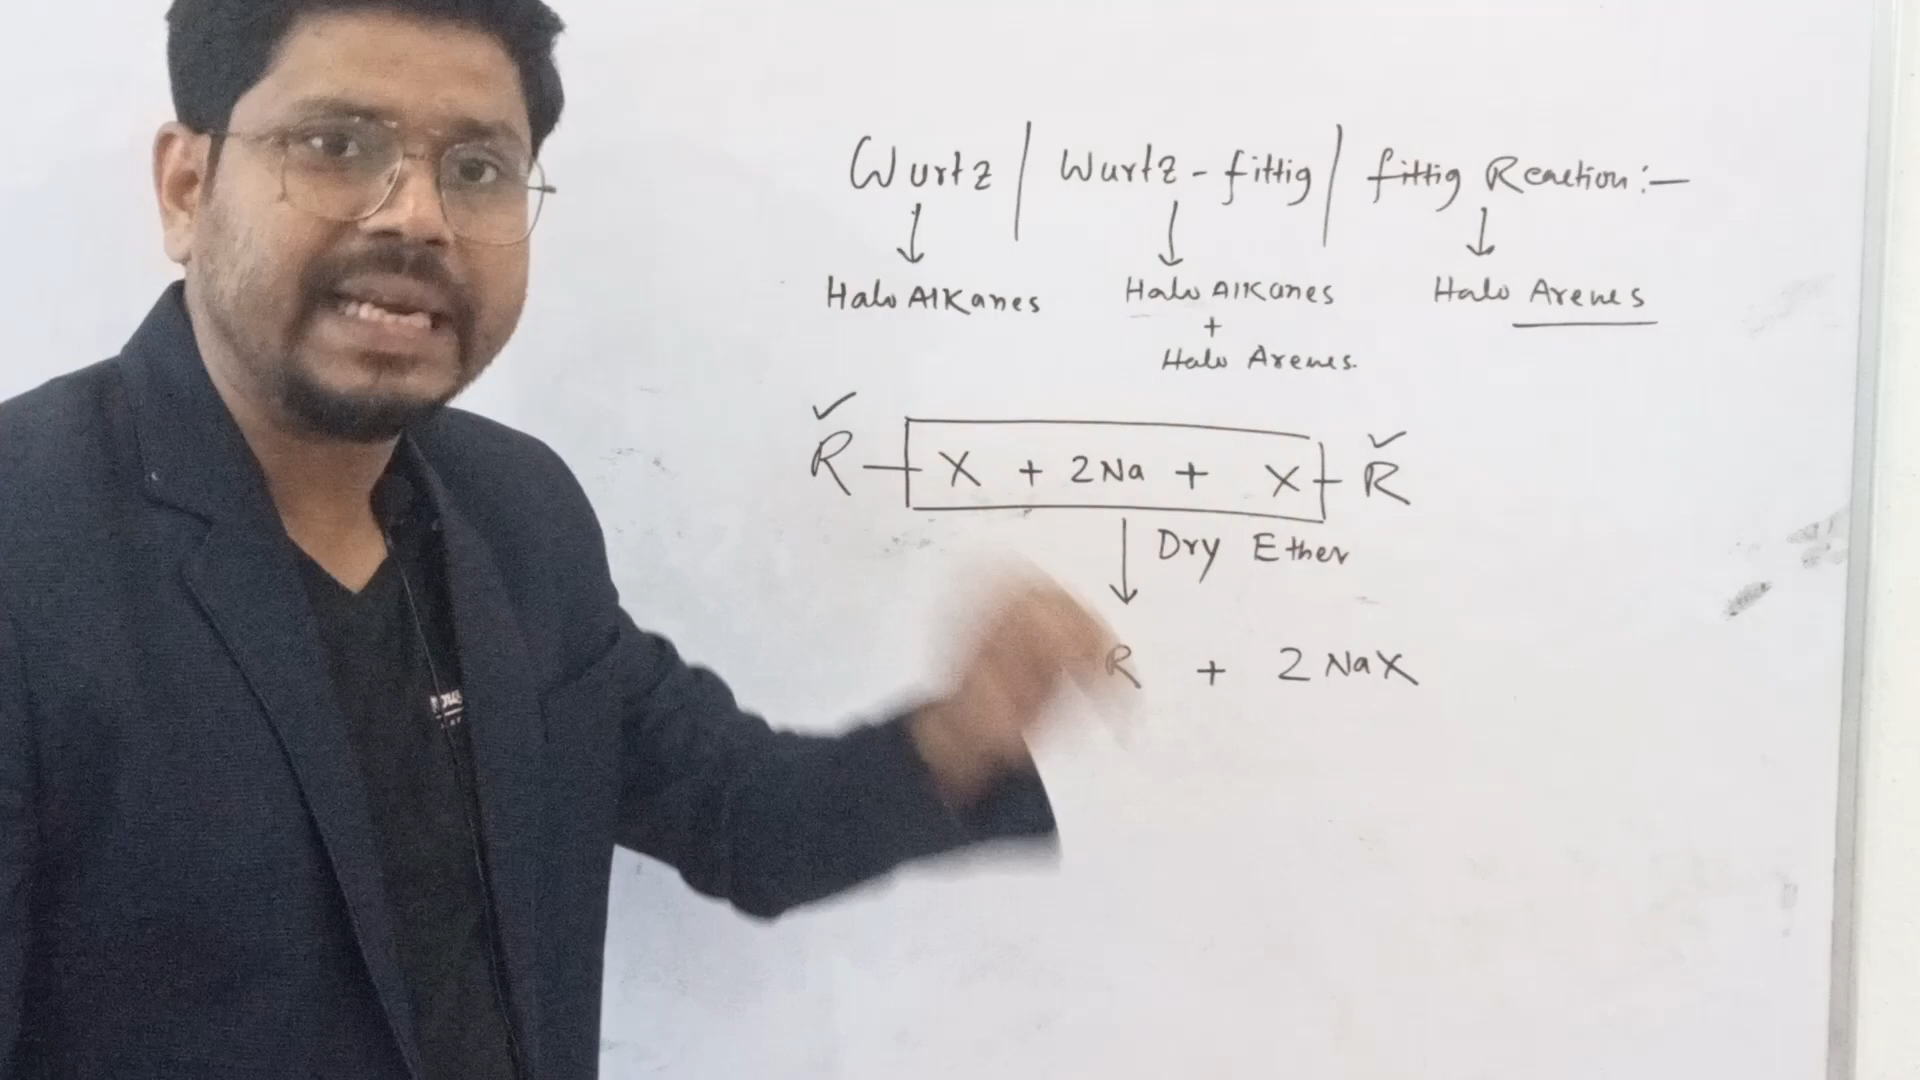 Wurtz / Wurtz - fittig / fittig Reaction :-
↓ ↓ ↓
Halo Alkanes Halo Alkanes Halo Arenes
+
Halo Arenes.
✓ ✓
R - X + 2Na + X - R
↓ Dry Ether
R + 2 NaX